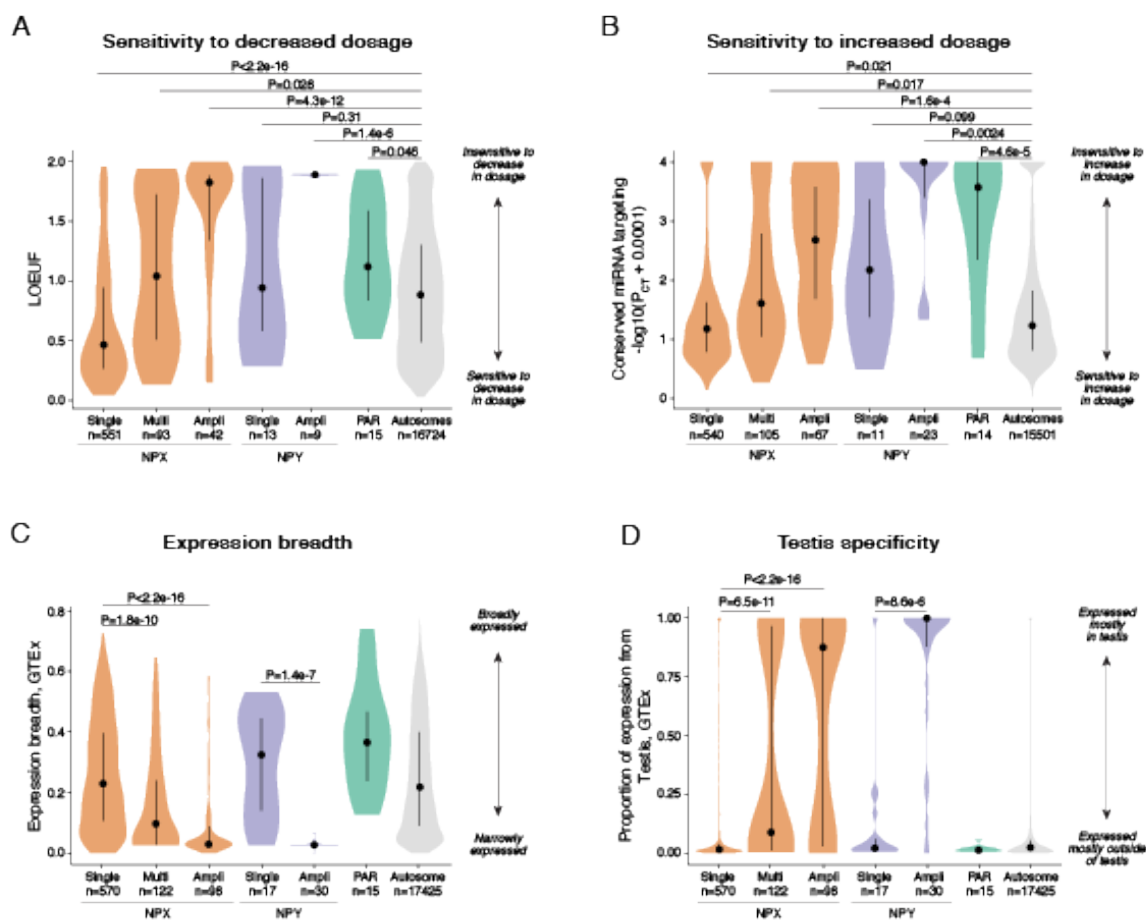 A
Sensitivity to decreased dosage
P<2.2e-16
P=0.026
P=4.3e-12
P=0.31
P=1.4e-6
P=0.046
LOEUF
2.0
1.5
1.0
0.5
0.0
Insensitive to
decrease
in dosage
Sensitive to
decrease
in dosage
Single Multi Ampli Single Ampli PAR Autosomes
n=551 n=93 n=42 n=13 n=9 n=15 n=16724
NPX NPY
B
Sensitivity to increased dosage
P=0.021
P=0.017
P=1.6e-4
P=0.099
P=0.0024
P=4.6e-5
Conserved miRNA targeting
-log10(PCT + 0.0001)
4
3
2
1
0
Insensitive to
increase
in dosage
Sensitive to
increase
in dosage
Single Multi Ampli Single Ampli PAR Autosomes
n=540 n=105 n=67 n=11 n=23 n=14 n=15501
NPX NPY
C
Expression breadth
P<2.2e-16
P=1.8e-10
P=1.4e-7
Expression breadth, GTEx
0.8
0.6
0.4
0.2
0.0
Broadly
expressed
Narrowly
expressed
Single Multi Ampli Single Ampli PAR Autosome
n=570 n=122 n=98 n=17 n=30 n=15 n=17425
NPX NPY
D
Testis specificity
P<2.2e-16
P=6.5e-11
P=8.6e-6
Proportion of expression from
Testis, GTEx
1.00
0.75
0.50
0.25
0.00
Expressed
mostly
in testis
Expressed
mostly outside
of testis
Single Multi Ampli Single Ampli PAR Autosome
n=570 n=122 n=98 n=17 n=30 n=15 n=17425
NPX NPY